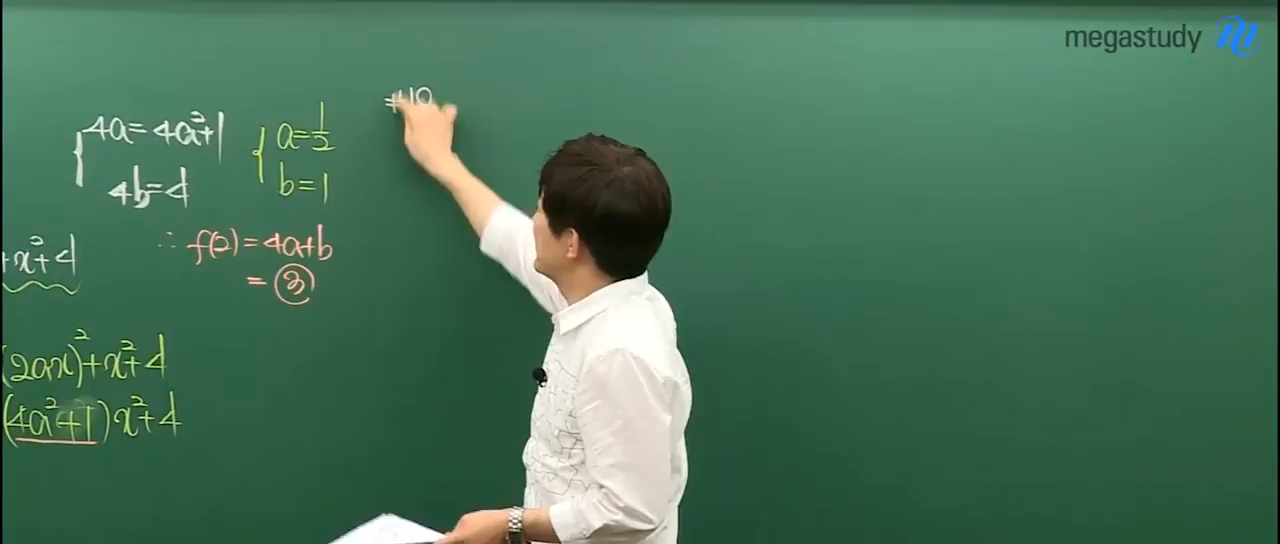 megastudy
4a=4a²+1
4b=4
a=1/2
b=1
+x²+4
∴ f(2)=4a+b
= 3
(2ax)²+x²+4
(4a²+1)x²+4